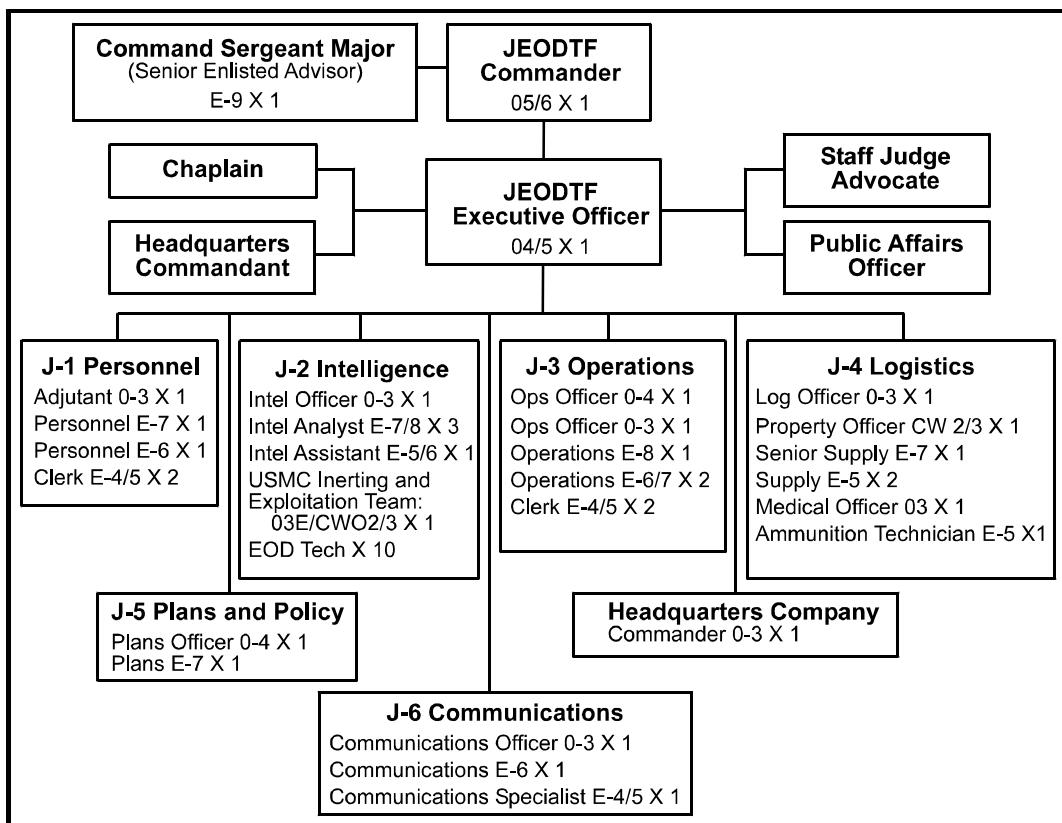 Command Sergeant Major
(Senior Enlisted Advisor)
E-9 X 1
JEODTF
Commander
05/6 X 1
Chaplain
Headquarters
Commandant
JEODTF
Executive Officer
04/5 X 1
Staff Judge
Advocate
Public Affairs
Officer
J-1 Personnel
Adjutant 0-3 X 1
Personnel E-7 X 1
Personnel E-6 X 1
Clerk E-4/5 X 2
J-2 Intelligence
Intel Officer 0-3 X 1
Intel Analyst E-7/8 X 3
Intel Assistant E-5/6 X 1
USMC Inerting and
Exploitation Team:
03E/CWO2/3 X 1
EOD Tech X 10
J-3 Operations
Ops Officer 0-4 X 1
Ops Officer 0-3 X 1
Operations E-8 X 1
Operations E-6/7 X 2
Clerk E-4/5 X 2
J-4 Logistics
Log Officer 0-3 X 1
Property Officer CW 2/3 X 1
Senior Supply E-7 X 1
Supply E-5 X 2
Medical Officer 03 X 1
Ammunition Technician E-5 X1
J-5 Plans and Policy
Plans Officer 0-4 X 1
Plans E-7 X 1
Headquarters Company
Commander 0-3 X 1
J-6 Communications
Communications Officer 0-3 X 1
Communications E-6 X 1
Communications Specialist E-4/5 X 1